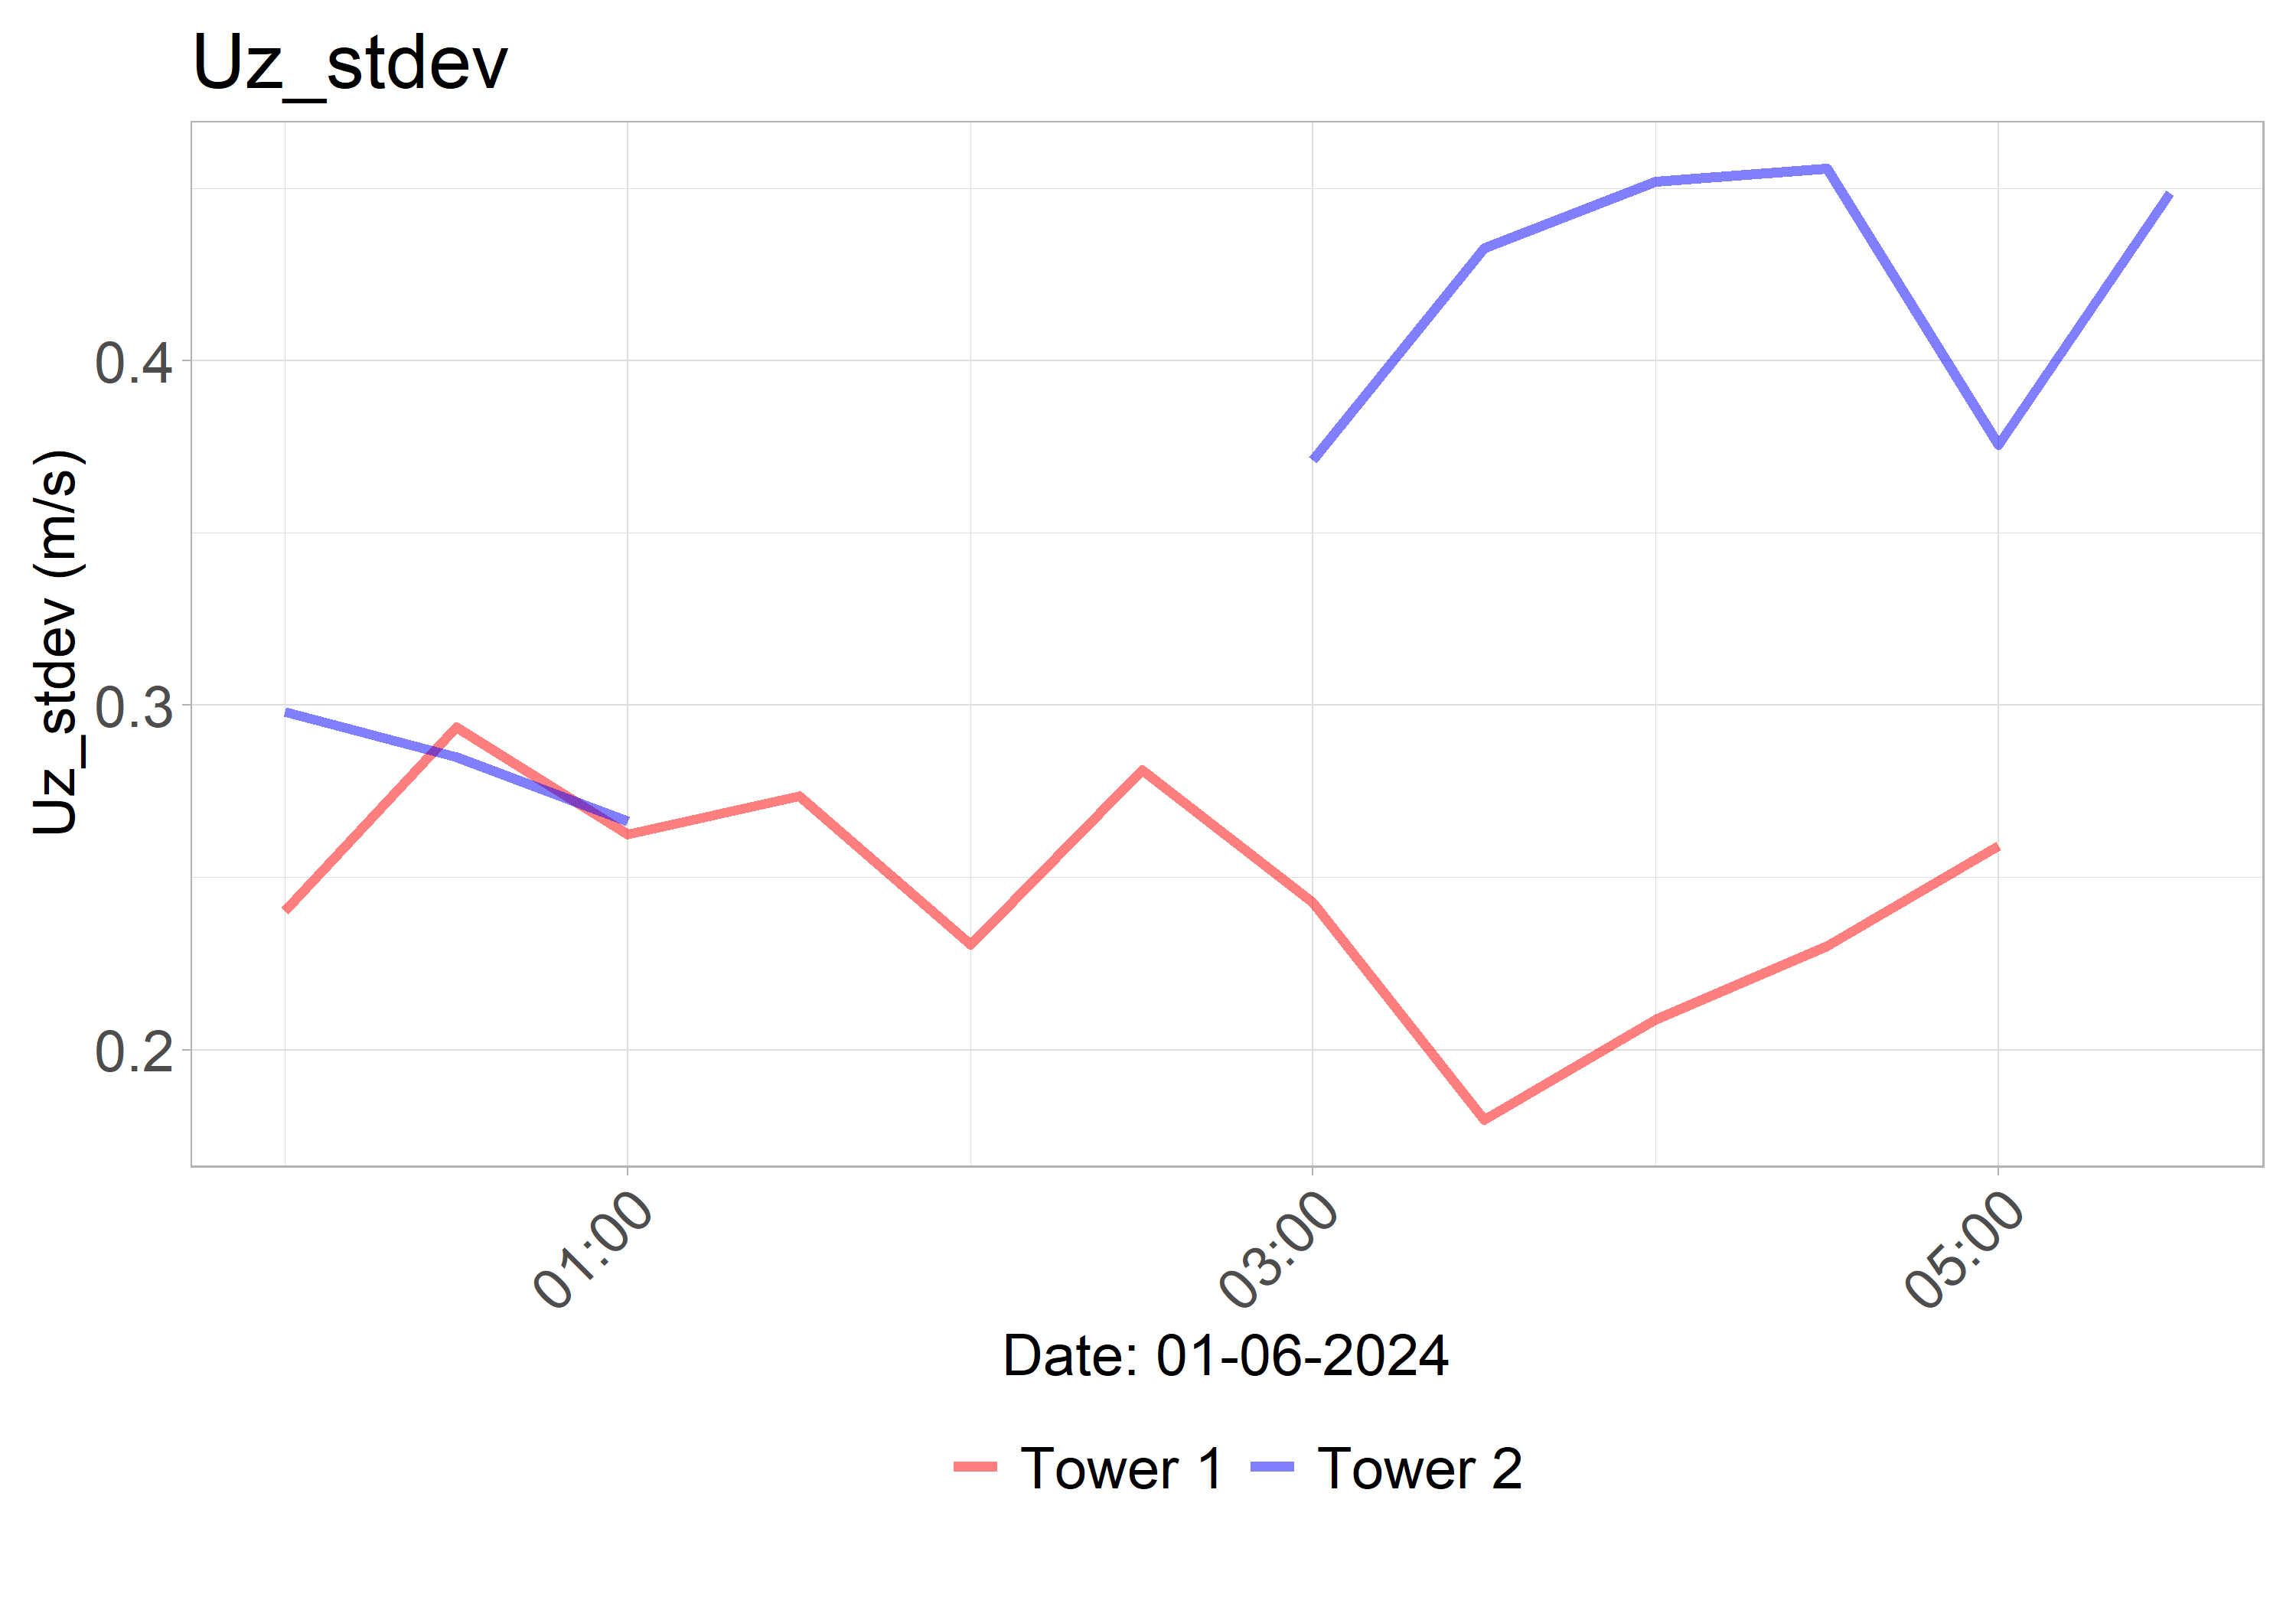 Uz_stdev
Uz_stdev (m/s)
0.4
0.3
0.2
01:00
03:00
05:00
Date: 01-06-2024
Tower 1
Tower 2